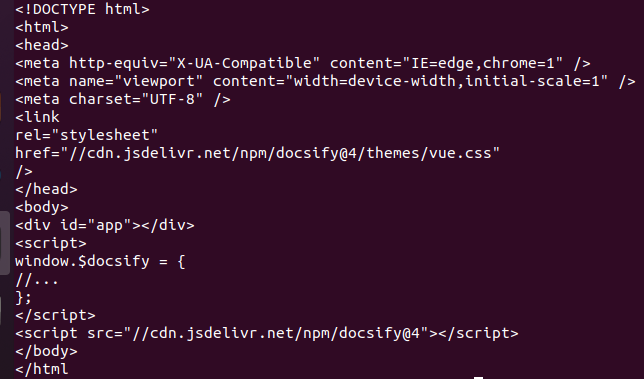 <!DOCTYPE html>
<html>
<head>
<meta http-equiv="X-UA-Compatible" content="IE=edge,chrome=1" />
<meta name="viewport" content="width=device-width,initial-scale=1" />
<meta charset="UTF-8" />
<link
rel="stylesheet"
href="//cdn.jsdelivr.net/npm/docsify@4/themes/vue.css"
/>
</head>
<body>
<div id="app"></div>
<script>
window.$docsify = {
//...
};
</script>
<script src="//cdn.jsdelivr.net/npm/docsify@4"></script>
</body>
</html